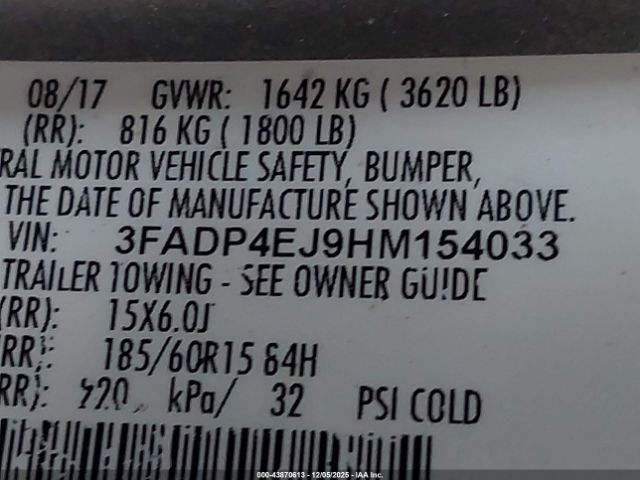 08/17 GVWR: 1642 KG ( 3620 LB)
(RR): 816 KG ( 1800 LB)
RAL MOTOR VEHICLE SAFETY, BUMPER,
THE DATE OF MANUFACTURE SHOWN ABOVE.
VIN: 3FADP4EJ9HM154033
TRAILER TOWING - SEE OWNER GUIDE
(RR): 15X6.0J
RR): 185/60R15 84H
RR): 220 kPa/ 32 PSI COLD
000-43870613 - 12/05/2025 - IAA Inc.